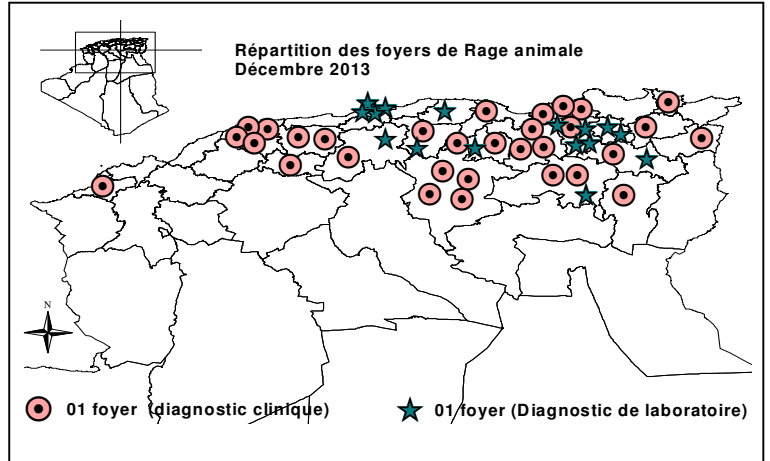 Répartition des foyers de Rage animale
Décembre 2013
N
01 foyer (diagnostic clinique)
01 foyer (Diagnostic de laboratoire)